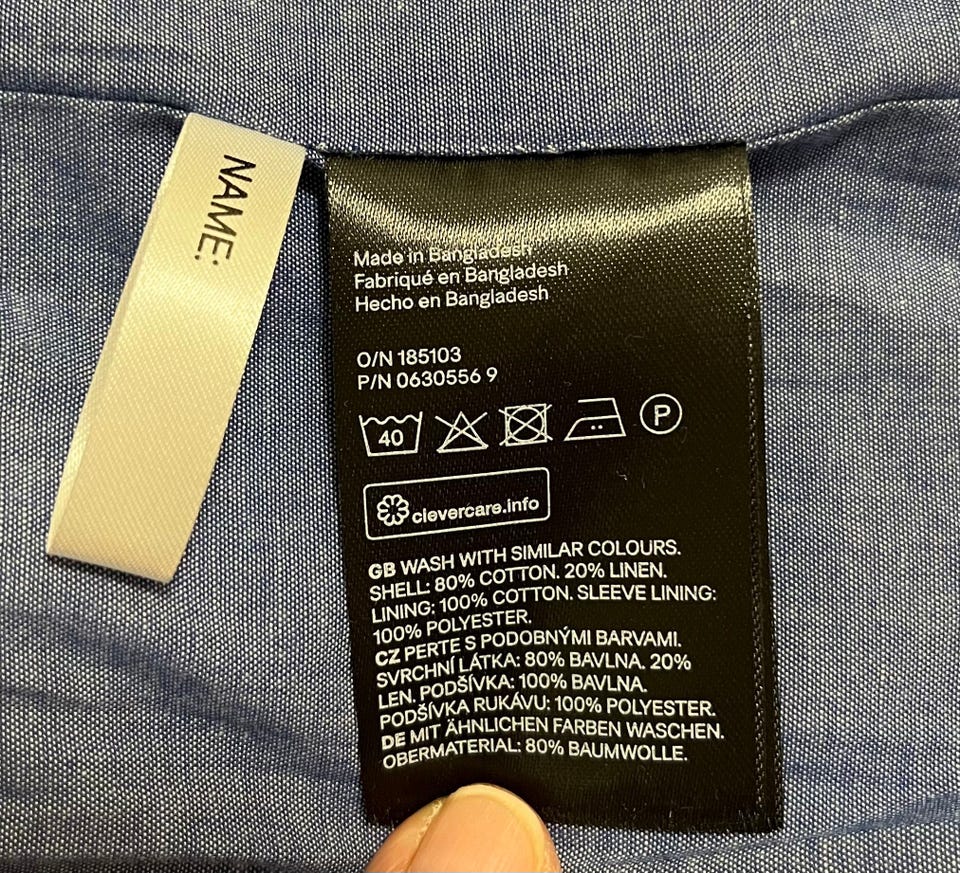 NAME:
Made in Bangladesh
Fabriqué en Bangladesh
Hecho en Bangladesh
O/N 185103
P/N 0630556 9
40 P
clevercare.info
GB WASH WITH SIMILAR COLOURS.
SHELL: 80% COTTON. 20% LINEN.
LINING: 100% COTTON. SLEEVE LINING:
100% POLYESTER.
CZ PERTE S PODOBNÝMI BARVAMI.
SVRCHNÍ LÁTKA: 80% BAVLNA. 20%
LEN. PODŠÍVKA: 100% BAVLNA.
PODŠÍVKA RUKÁVU: 100% POLYESTER.
DE MIT ÄHNLICHEN FARBEN WASCHEN.
OBERMATERIAL: 80% BAUMWOLLE.